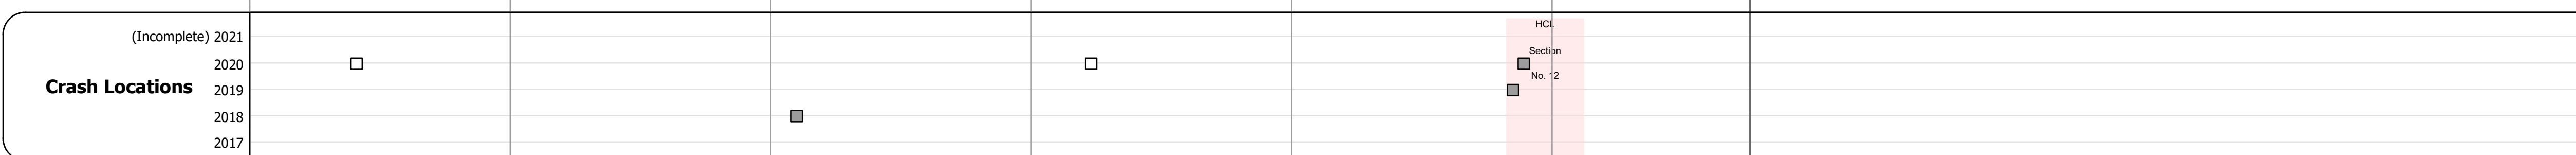 HCL
(Incomplete) 2021
Section
2020
No. 12
Crash Locations
2019
2018
2017